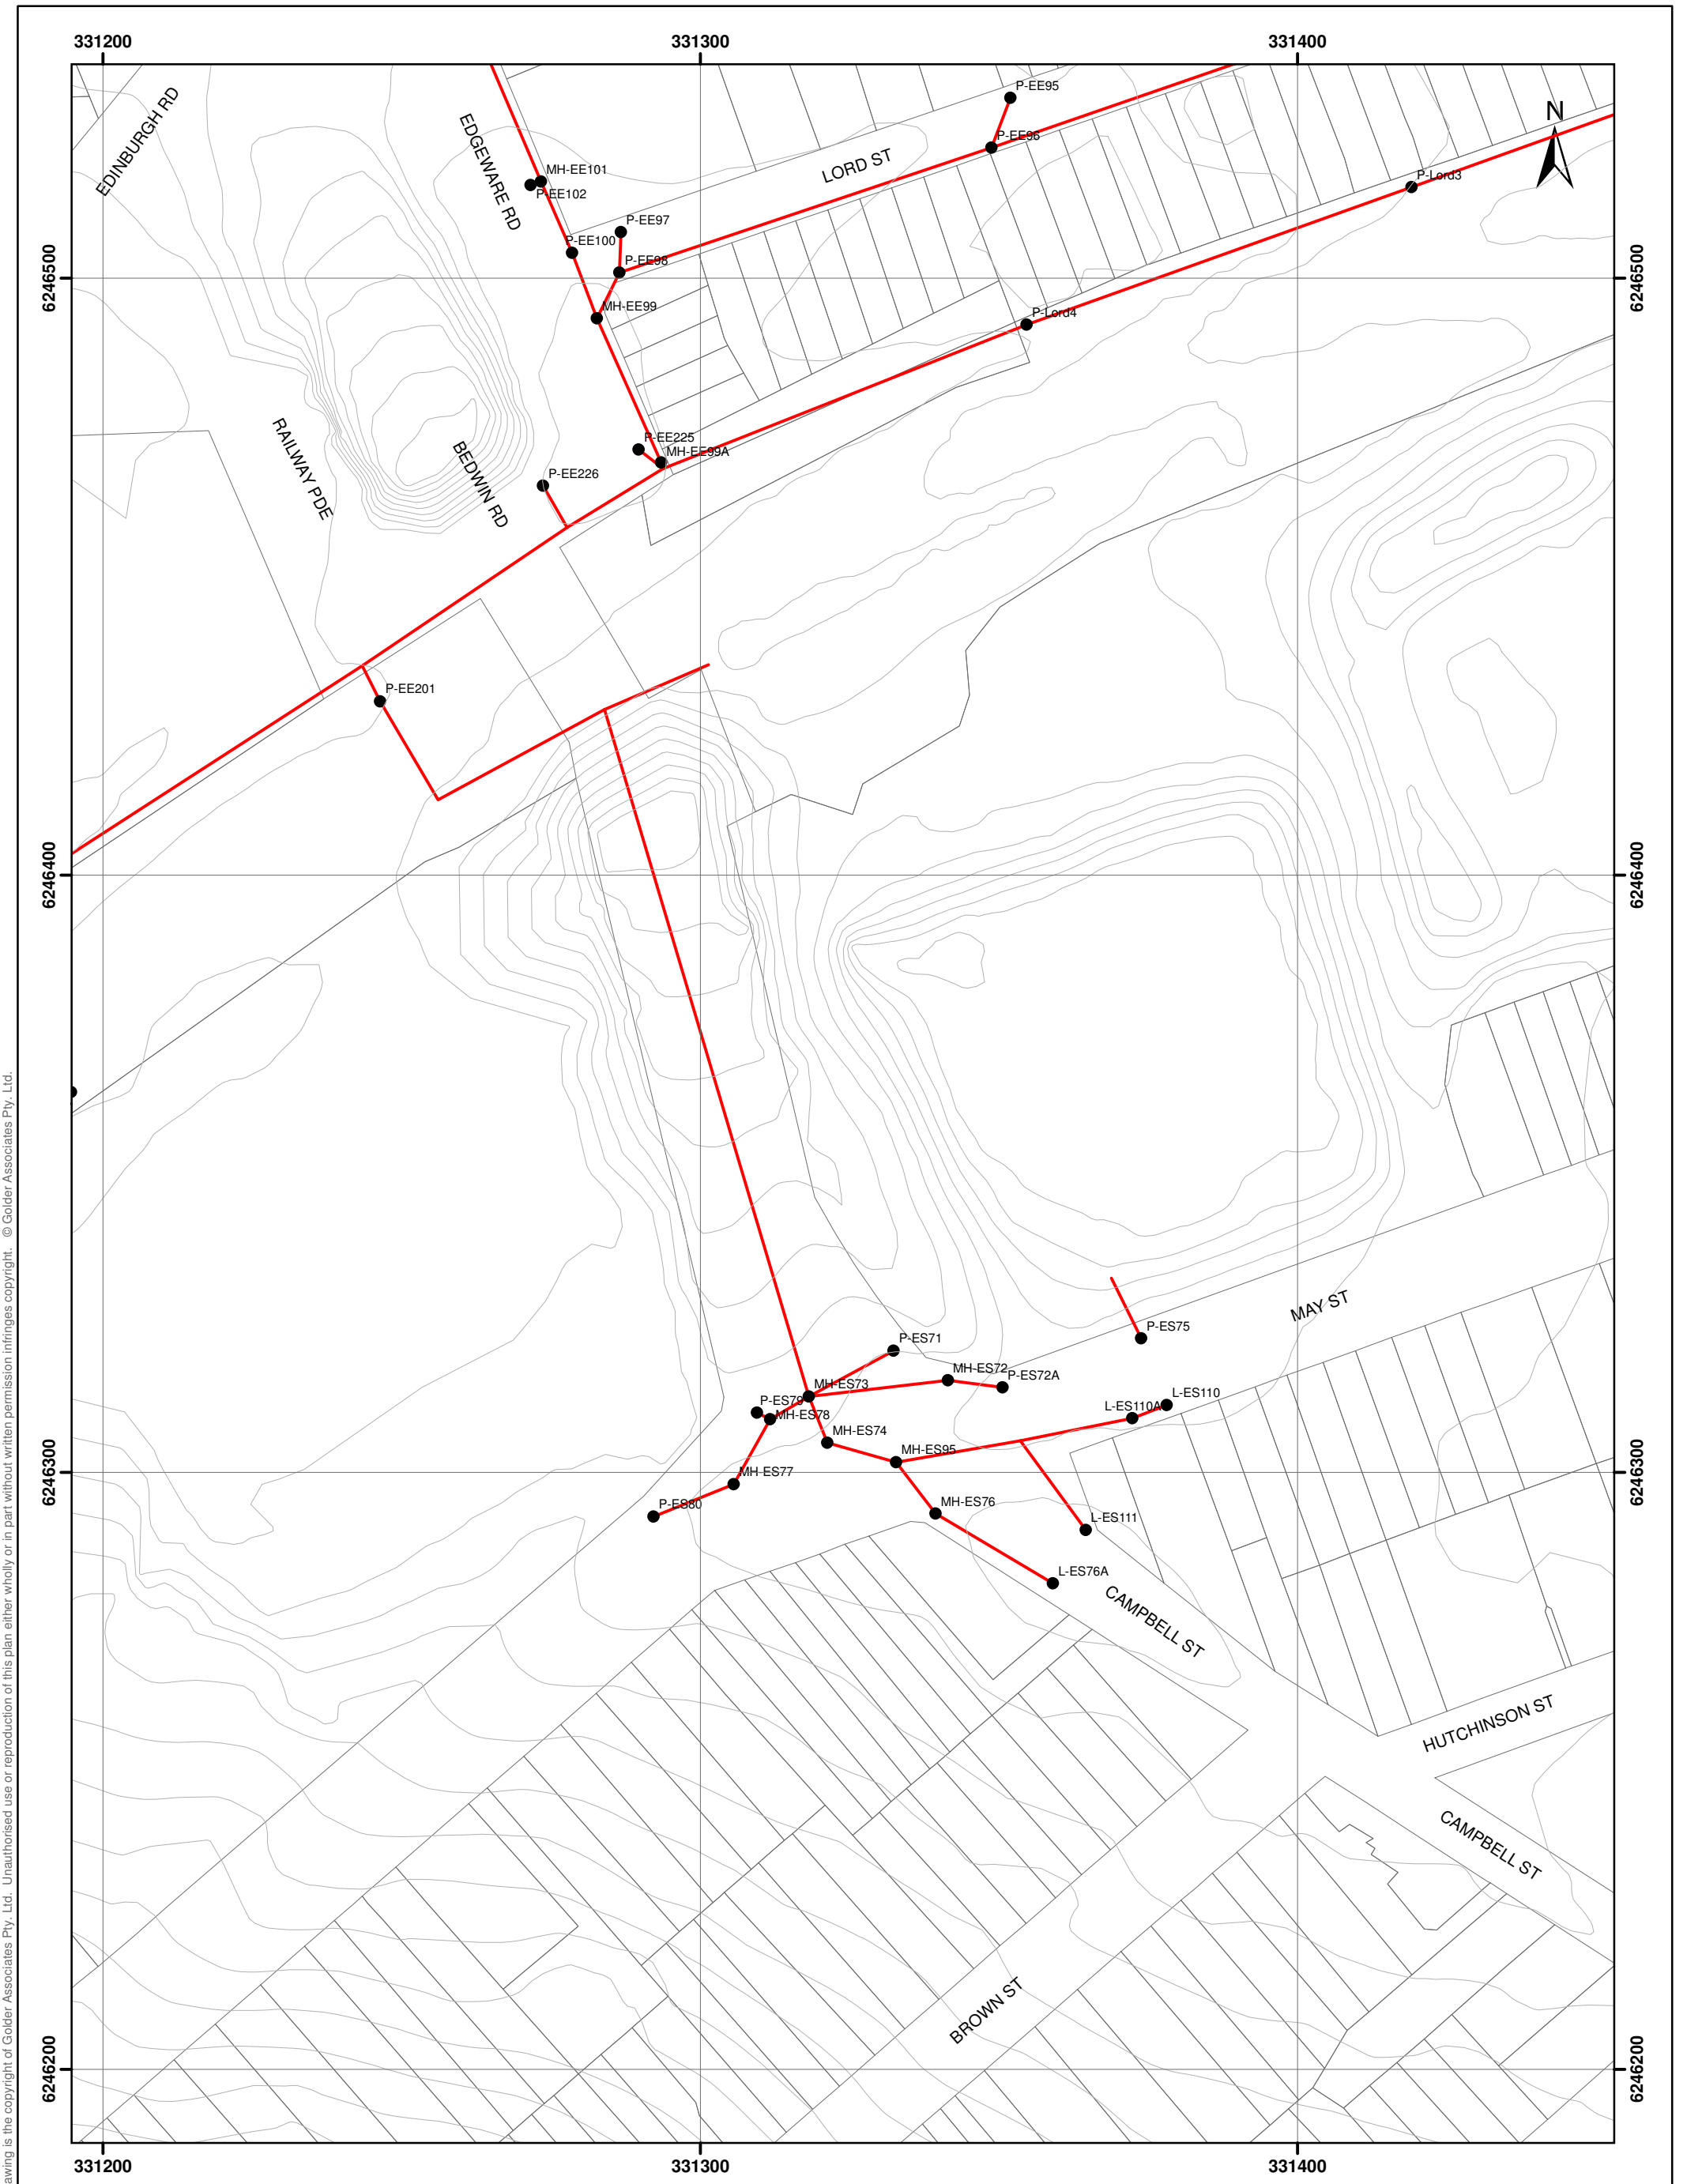 331200
331300
331400
P-EE95
N
EDINBURGH RD
EDGEWARE RD
P-EE96
LORD ST
MH-EE101
P-Lord3
P-EE102
P-EE97
P-EE100
P-EE98
6246500
6246500
MH-EE99
P-Lord4
P-EE225
MH-EE99A
RAILWAY PDE
BEDWIN RD
P-EE226
P-EE201
6246400
6246400
MAY ST
P-ES75
P-ES71
MH-ES72
P-ES72A
MH-ES73
L-ES110
P-ES79
L-ES110A
MH-ES78
MH-ES74
MH-ES95
6246300
6246300
MH-ES77
P-ES80
MH-ES76
L-ES111
L-ES76A
CAMPBELL ST
HUTCHINSON ST
CAMPBELL ST
BROWN ST
6246200
6246200
331200
331300
331400
awing is the copyright of Golder Associates Pty. Ltd. Unauthorised use or reproduction of this plan either wholly or in part without written permission infringes copyright. © Golder Associates Pty. Ltd.